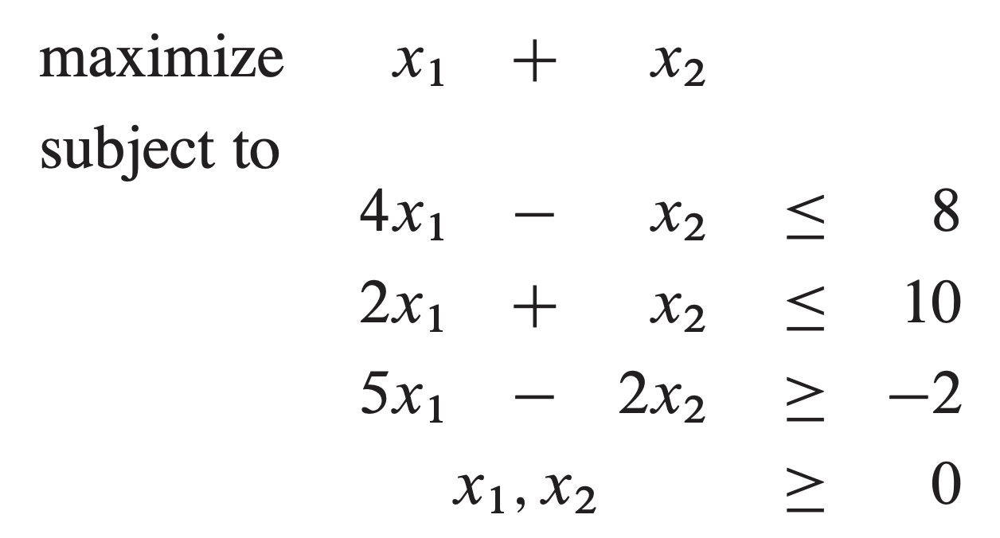 maximize x₁ + x₂
subject to
4x₁ − x₂ ≤ 8
2x₁ + x₂ ≤ 10
5x₁ − 2x₂ ≥ −2
x₁, x₂ ≥ 0